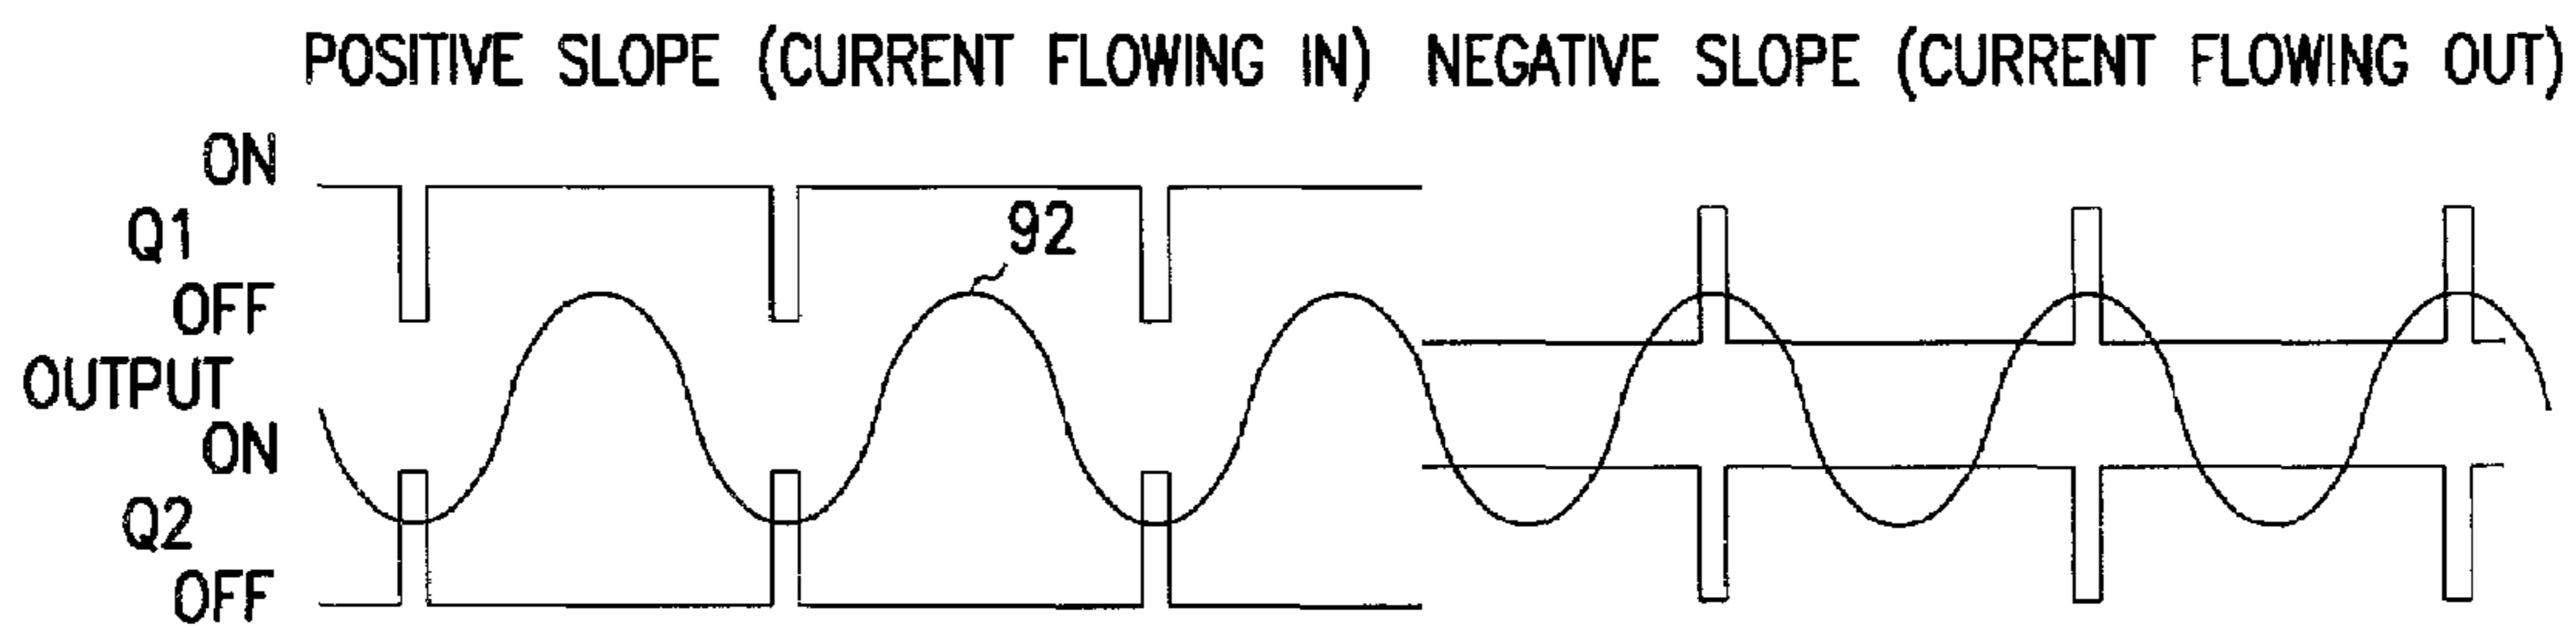 POSITIVE SLOPE (CURRENT FLOWING IN) NEGATIVE SLOPE (CURRENT FLOWING OUT)
ON
Q1
92
OFF
OUTPUT
ON
Q2
OFF